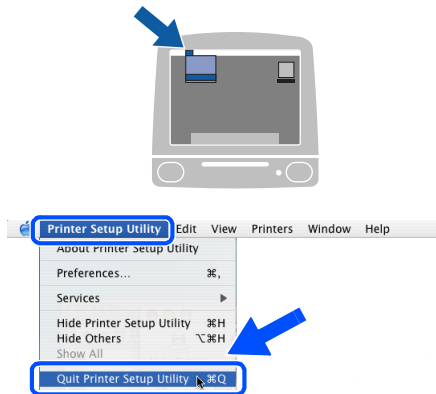 Printer Setup Utility Edit View Printers Window Help
About Printer Setup Utility
Preferences... ⌘,
Services ▶
Hide Printer Setup Utility ⌘H
Hide Others ⌥⌘H
Show All
Quit Printer Setup Utility ⌘Q